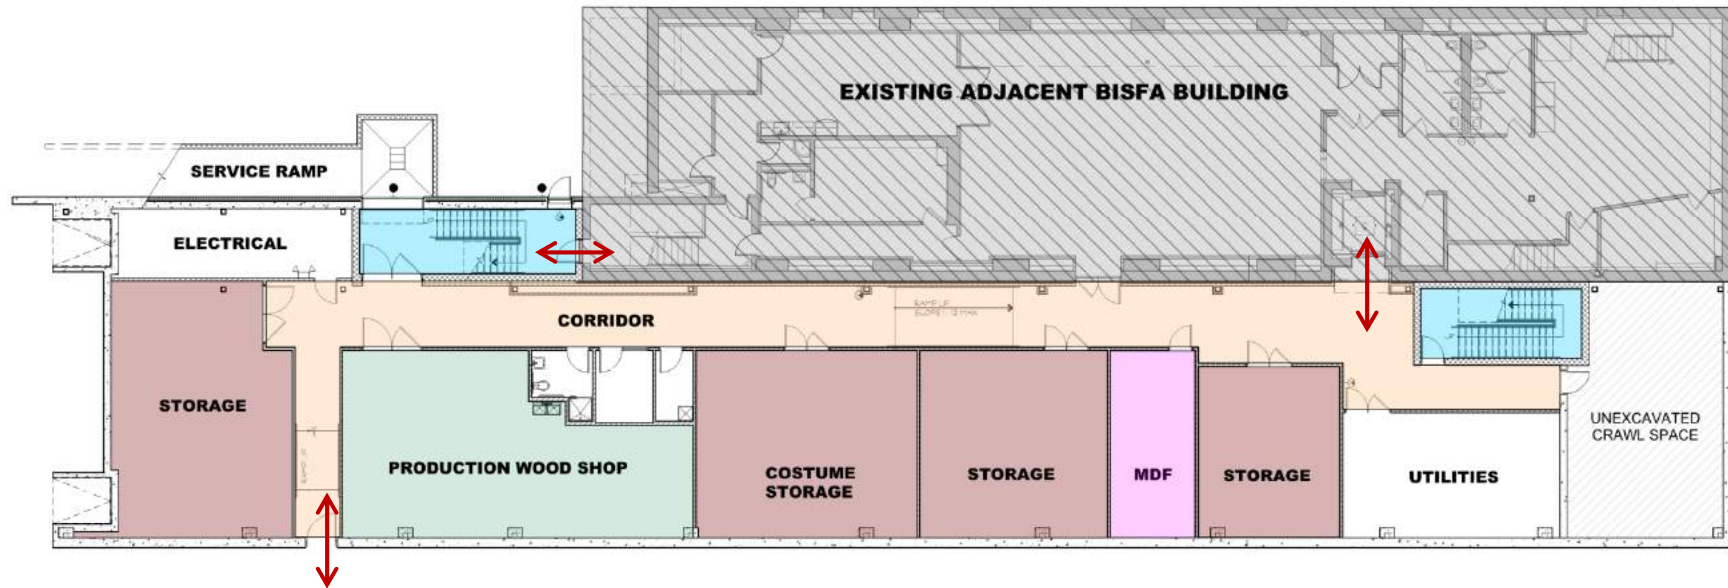 EXISTING ADJACENT BISFA BUILDING
SERVICE RAMP
ELECTRICAL
CORRIDOR
STORAGE
PRODUCTION WOOD SHOP
COSTUME
STORAGE
STORAGE
MDF
STORAGE
UTILITIES
UNEXCAVATED
CRAWL SPACE